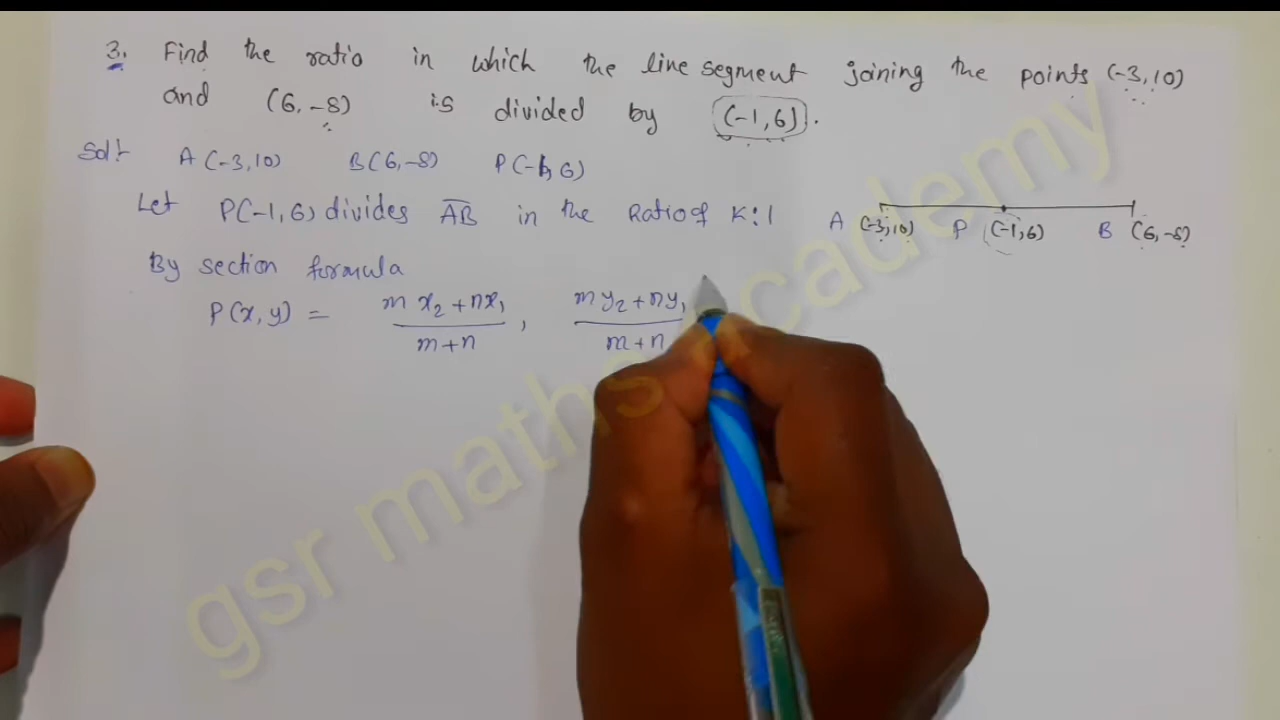 3. Find the ratio in which the line segment joining the points (-3,10)
and (6,-8) is divided by (-1,6).
Sol:- A(-3,10) B(6,-8) P(-1,6)
Let P(-1,6) divides AB in the Ratio of K:1
A (-3,10) P (-1,6) B (6,-8)
By section formula
P(x,y) = m x₂+nx₁ / m+n , m y₂+ny₁ / m+n
gsr maths academy